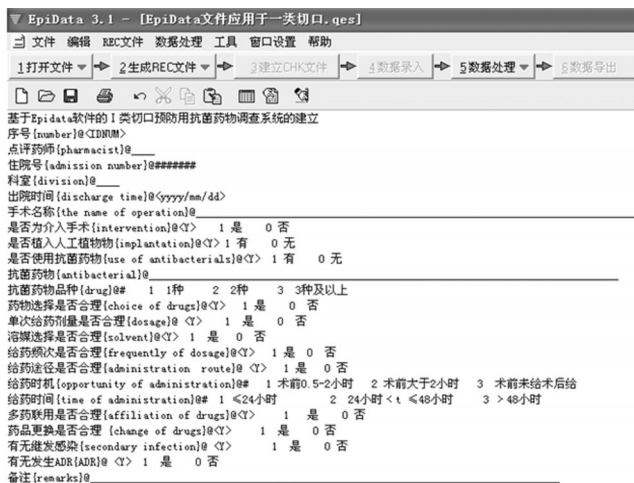 EpiData 3.1 - [EpiData文件应用于一类切口.qes]
文件 编辑 REC文件 数据处理 工具 窗口设置 帮助
1打开文件 2生成REC文件 3建立CHK文件 4数据录入 5数据处理 6数据导出
基于Epidata软件的Ⅰ类切口预防用抗菌药物调查系统的建立
序号{number}@<IDNUM>
点评药师{pharmacist}@____
住院号{admission number}@#######
科室{division}@____
出院时间{discharge time}@<yyyy/mm/dd>
手术名称{the name of operation}@____
是否为介入手术{intervention}@<Y> 1 是 0 否
是否植入人工植物物{implantation}@<Y> 1 有 0 无
是否使用抗菌药物{use of antibacterials}@<Y> 1 有 0 无
抗菌药物{antibacterial}@____
抗菌药物品种{drug}@# 1 1种 2 2种 3 3种及以上
药物选择是否合理{choice of drugs}@<Y> 1 是 0 否
单次给药剂量是否合理{dosage}@ <Y> 1 是 0 否
溶媒选择是否合理{solvent}@<Y> 1 是 0 否
给药频次是否合理{frequently of dosage}@<Y> 1 是 0 否
给药途径是否合理{administration route}@ <Y> 1 是 0 否
给药时机{opportunity of administration}@# 1 术前0.5-2小时 2 术前大于2小时 3 术前未给术后给
给药时间{time of administration}@# 1 ≤24小时 2 24小时＜t ≤48小时 3 ＞48小时
多药联用是否合理{affiliation of drugs}@<Y> 1 是 0 否
药品更换是否合理 {change of drugs}@<Y> 1 是 0 否
有无继发感染{secondary infection}@ <Y> 1 是 0 否
有无发生ADR{ADR}@ <Y> 1 是 0 否
备注{remarks}@____